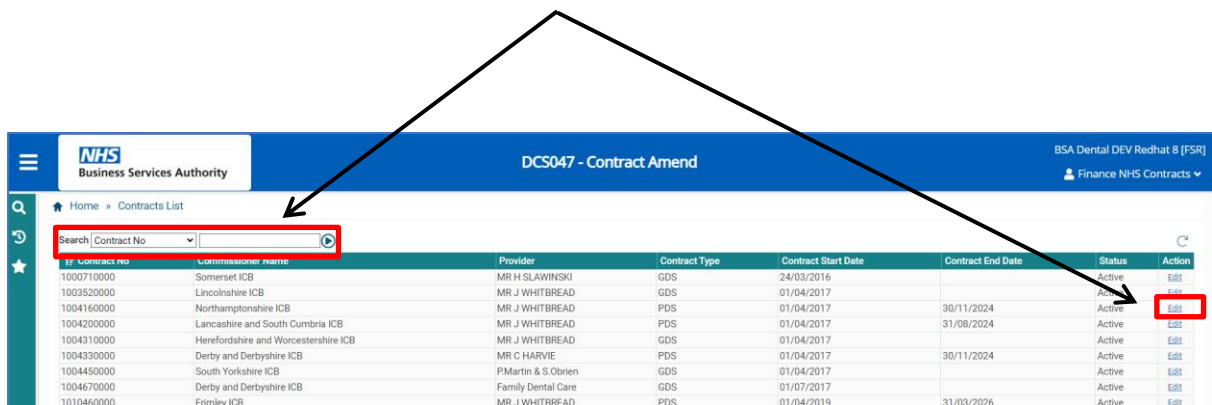 NHS
Business Services Authority
DCS047 - Contract Amend
BSA Dental DEV Redhat 8 [FSR]
Finance NHS Contracts
Home » Contracts List
Search Contract No
Contract No Commissioner Name Provider Contract Type Contract Start Date Contract End Date Status Action
1000710000 Somerset ICB MR H SLAWINSKI GDS 24/03/2016 Active Edit
1003520000 Lincolnshire ICB MR J WHITBREAD GDS 01/04/2017 Active Edit
1004160000 Northamptonshire ICB MR J WHITBREAD PDS 01/04/2017 30/11/2024 Active Edit
1004200000 Lancashire and South Cumbria ICB MR J WHITBREAD PDS 01/04/2017 31/08/2024 Active Edit
1004310000 Herefordshire and Worcestershire ICB MR J WHITBREAD GDS 01/04/2017 Active Edit
1004330000 Derby and Derbyshire ICB MR C HARVIE PDS 01/04/2017 30/11/2024 Active Edit
1004450000 South Yorkshire ICB P.Martin & S.Obrien GDS 01/04/2017 Active Edit
1004670000 Derby and Derbyshire ICB Family Dental Care GDS 01/07/2017 Active Edit
1010460000 Frimley ICB MR J WHITBREAD PDS 01/04/2019 31/03/2026 Active Edit